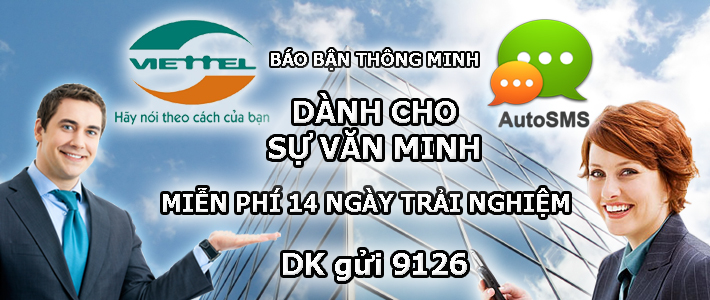 VIETTEL
Hãy nói theo cách của bạn
BÁO BẬN THÔNG MINH
AutoSMS
DÀNH CHO
SỰ VĂN MINH
MIỄN PHÍ 14 NGÀY TRẢI NGHIỆM
DK gửi 9126